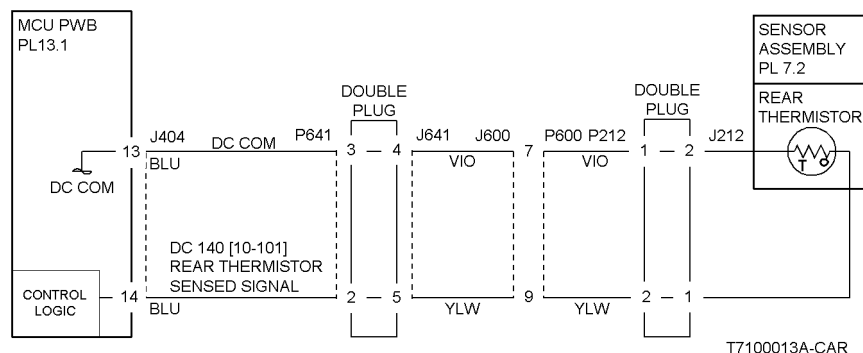 MCU PWB
PL13.1
SENSOR
ASSEMBLY
PL 7.2
REAR
THERMISTOR
T
DOUBLE
PLUG
DOUBLE
PLUG
13 J404 DC COM P641 3 4 J641 J600 7 P600 P212 1 2 J212
BLU VIO VIO
DC COM
DC 140 [10-101]
REAR THERMISTOR
SENSED SIGNAL
CONTROL
LOGIC
14 2 5 9 2 1
BLU YLW YLW
T7100013A-CAR